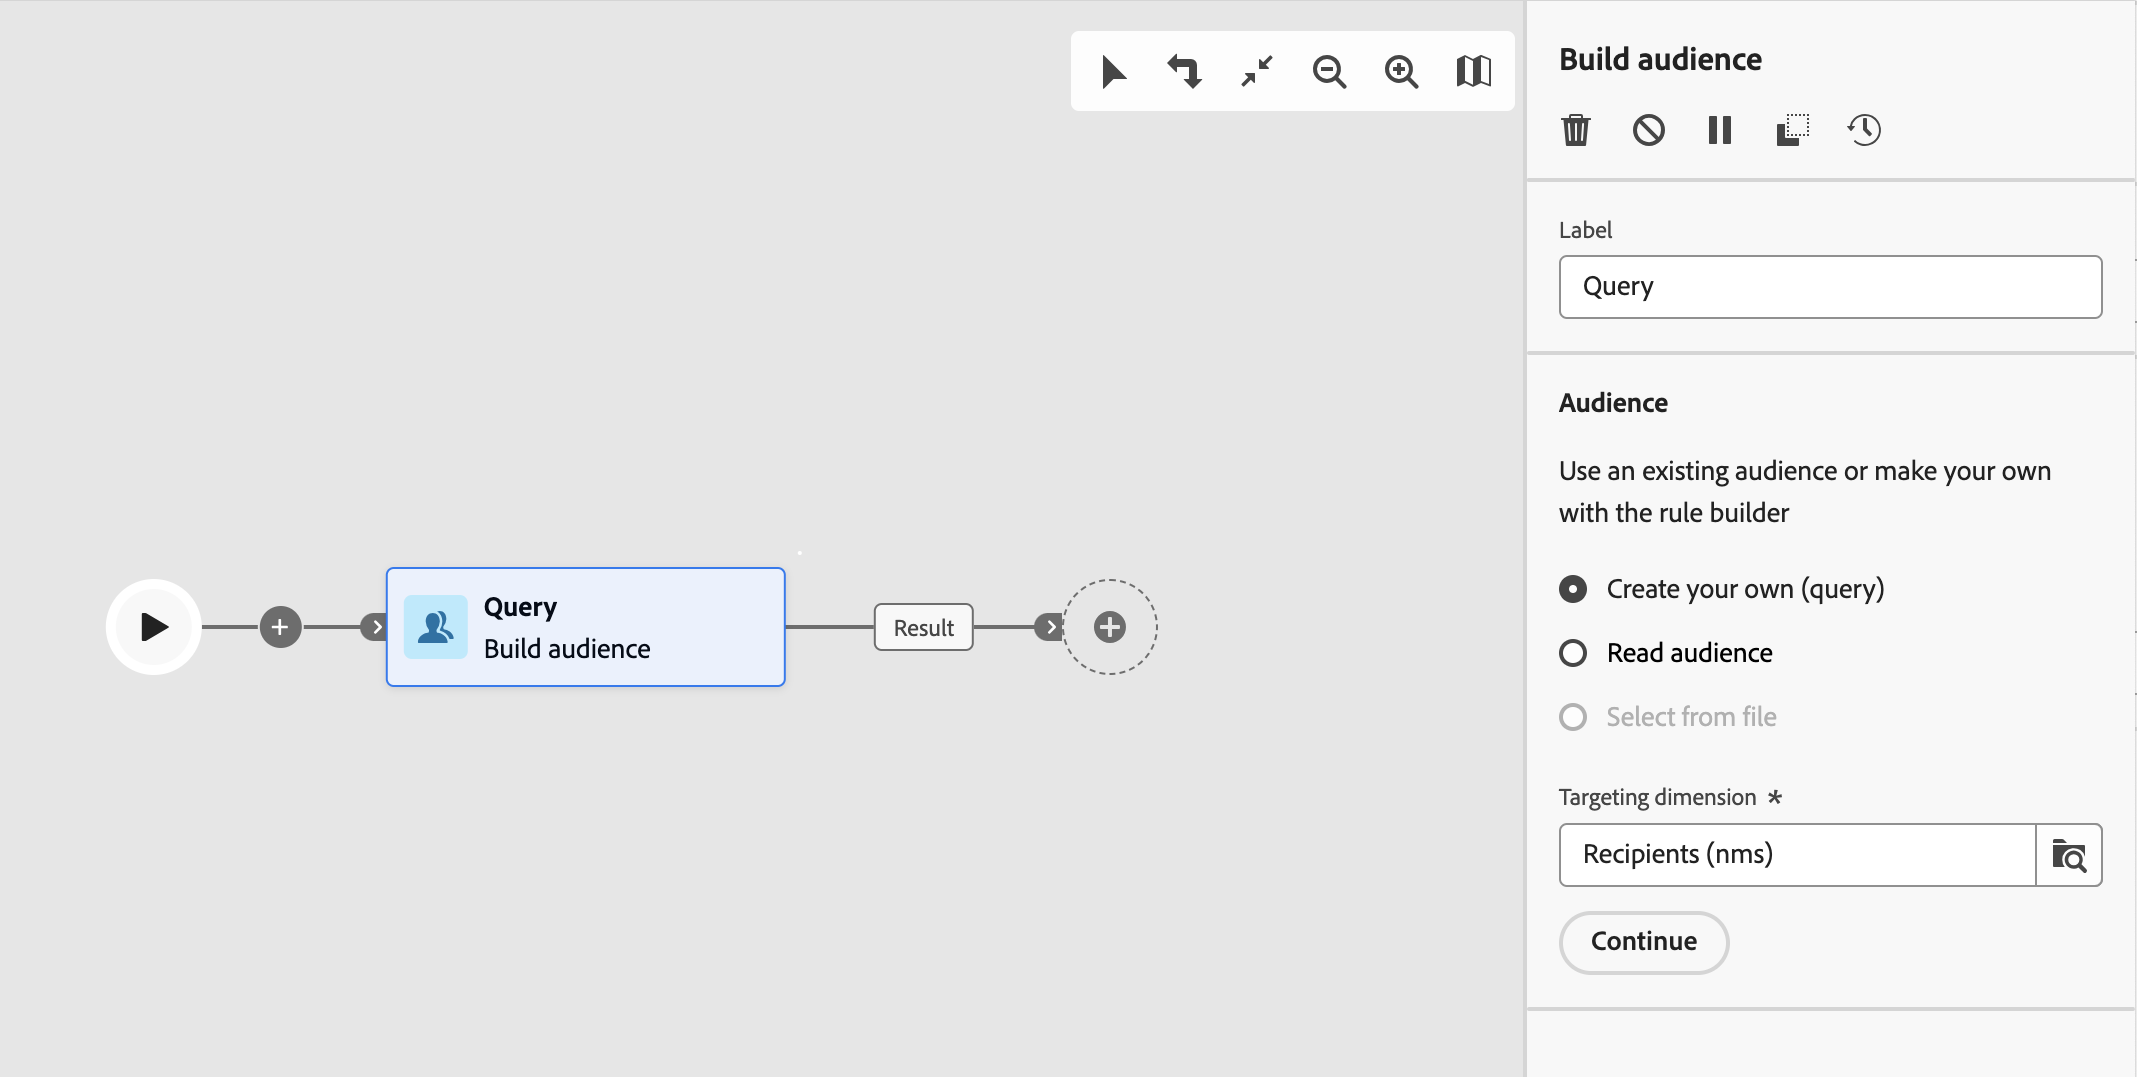 Build audience
Label
Query
Audience
Use an existing audience or make your own
with the rule builder
Create your own (query)
Read audience
Select from file
Targeting dimension *
Recipients (nms)
Continue
Query
Build audience
Result